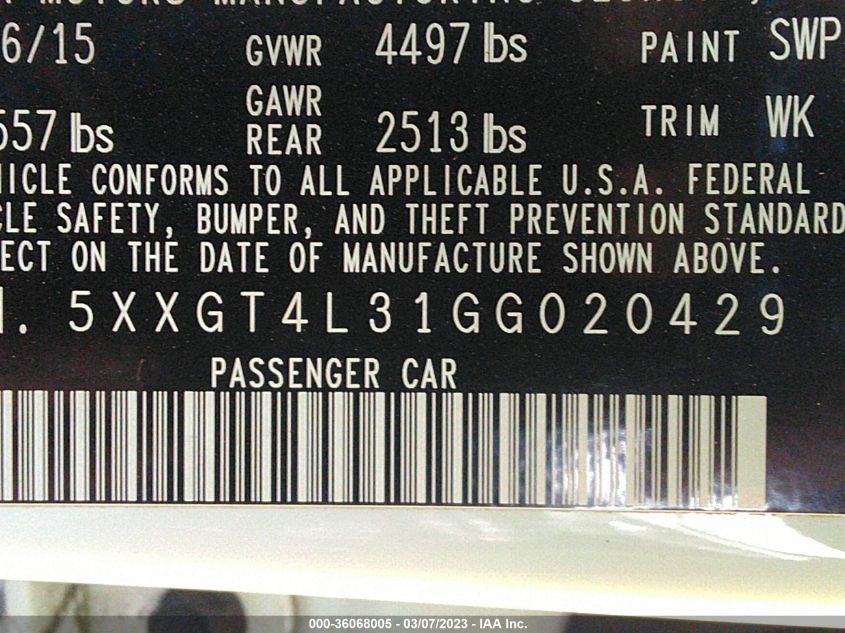 MOTORS MANUFACTURING
6/15 GVWR 4497 lbs PAINT SWP
557 lbs GAWR REAR 2513 lbs TRIM WK
ICLE CONFORMS TO ALL APPLICABLE U.S.A. FEDERAL
CLE SAFETY, BUMPER, AND THEFT PREVENTION STANDARD
ECT ON THE DATE OF MANUFACTURE SHOWN ABOVE.
. 5XXGT4L31GG020429
PASSENGER CAR
000-36068005 - 03/07/2023 - IAA Inc.